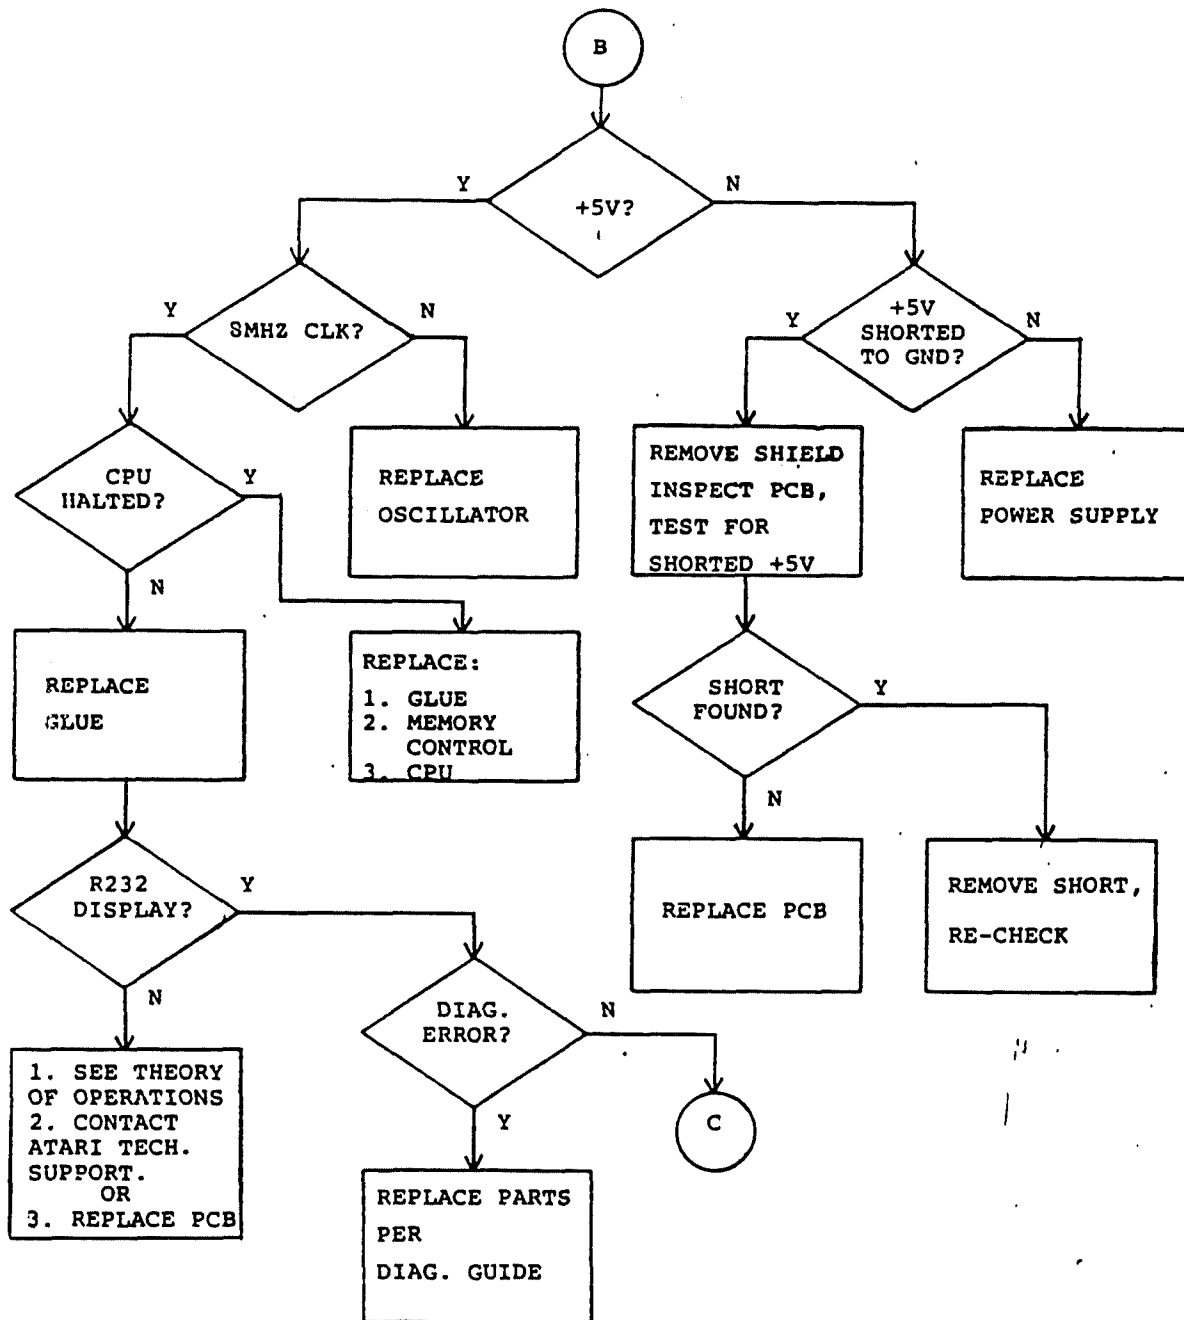 B
+5V?
Y
N
8MHZ CLK?
Y
N
+5V
SHORTED
TO GND?
Y
N
CPU
HALTED?
Y
N
REPLACE
OSCILLATOR
REMOVE SHIELD
INSPECT PCB,
TEST FOR
SHORTED +5V
REPLACE
POWER SUPPLY
REPLACE
GLUE
REPLACE:
1. GLUE
2. MEMORY
CONTROL
3. CPU
SHORT
FOUND?
Y
N
R232
DISPLAY?
Y
N
REPLACE PCB
REMOVE SHORT,
RE-CHECK
DIAG.
ERROR?
N
Y
1. SEE THEORY
OF OPERATIONS
2. CONTACT
ATARI TECH.
SUPPORT.
OR
3. REPLACE PCB
C
REPLACE PARTS
PER
DIAG. GUIDE